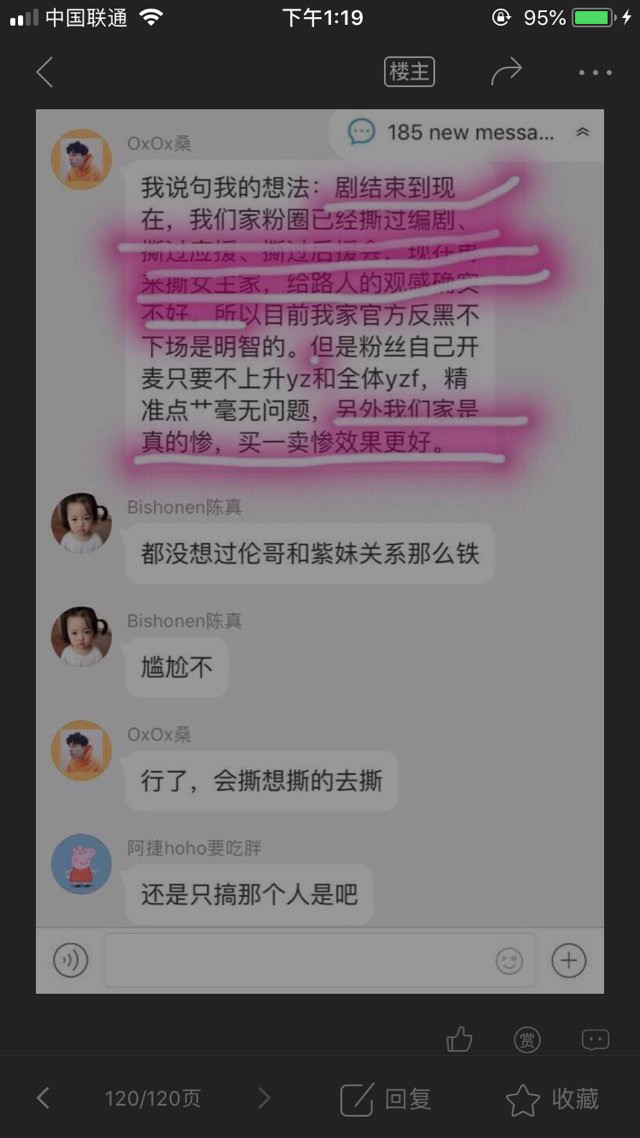 中国联通
下午1:19
95%
楼主
185 new messa...
OxOx桑
我说句我的想法：剧结束到现
在，我们家粉圈已经撕过编剧、
撕过应援、撕过后援会，现在再
来撕女王家，给路人的观感确实
不好。所以目前我家官方反黑不
下场是明智的。但是粉丝自己开
麦只要不上升yz和全体yzf，精
准点艹毫无问题，另外我们家是
真的惨，买一卖惨效果更好。
Bishonen陈真
都没想过伦哥和紫妹关系那么铁
Bishonen陈真
尴尬不
OxOx桑
行了，会撕想撕的去撕
阿捷hoho要吃胖
还是只搞那个人是吧
赏
120/120页
回复
收藏